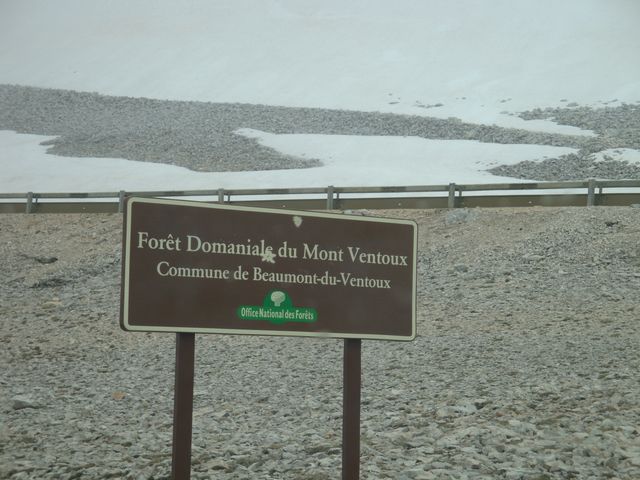 Forêt Domaniale du Mont Ventoux
Commune de Beaumont-du-Ventoux
Office National des Forêts